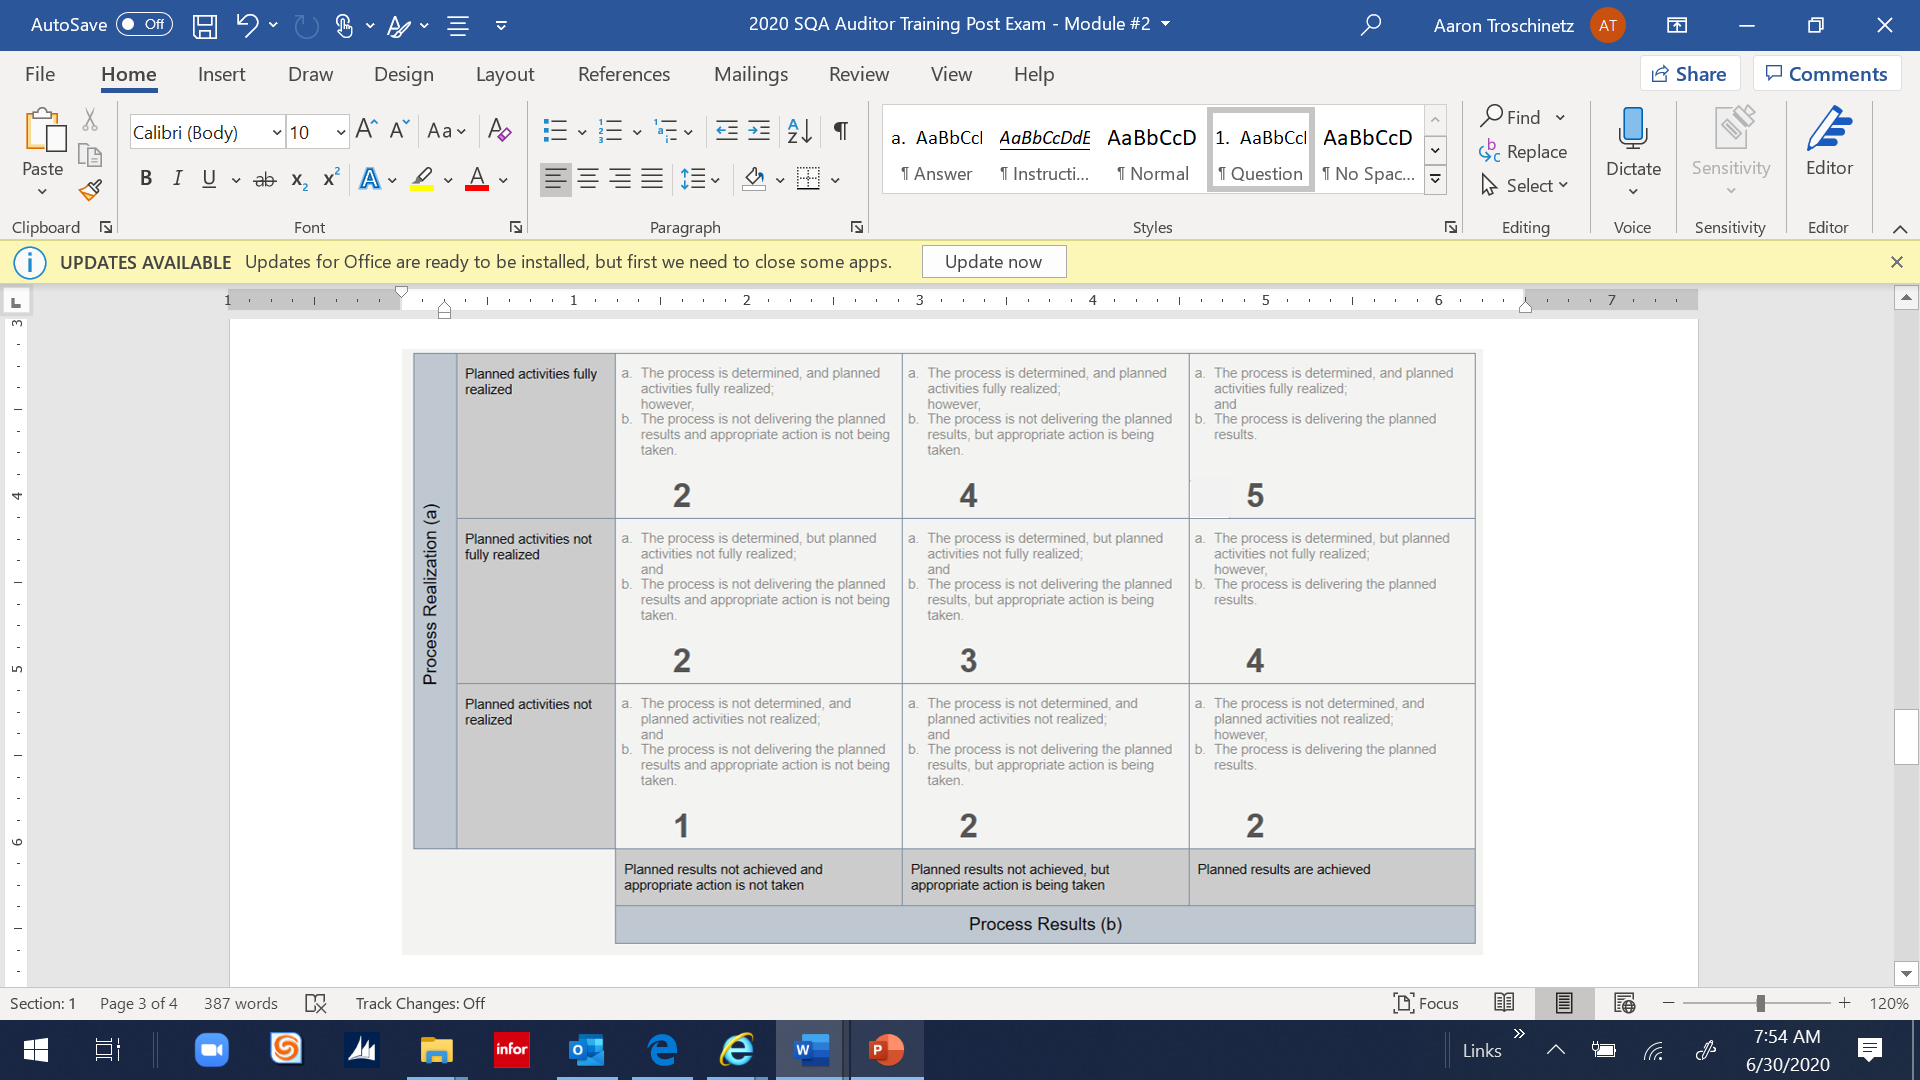 AutoSave Off
2020 SQA Auditor Training Post Exam - Module #2
Aaron Troschinetz AT
File Home Insert Draw Design Layout References Mailings Review View Help Share Comments
Paste
Calibri (Body) 10
a. AaBbCcI AaBbCcDdE AaBbCcD 1. AaBbCcI AaBbCcD
¶ Answer ¶ Instructi... ¶ Normal ¶ Question ¶ No Spac...
Find
Replace
Select
Dictate
Sensitivity
Editor
Clipboard Font Paragraph Styles Editing Voice Sensitivity Editor
UPDATES AVAILABLE Updates for Office are ready to be installed, but first we need to close some apps. Update now
1 1 2 3 4 5 6 7
3
4
5
6
Process Realization (a)
Planned activities fully
realized
a. The process is determined, and planned
activities fully realized;
however,
b. The process is not delivering the planned
results and appropriate action is not being
taken.
2
a. The process is determined, and planned
activities fully realized;
however,
b. The process is not delivering the planned
results, but appropriate action is being
taken.
4
a. The process is determined, and planned
activities fully realized;
and
b. The process is delivering the planned
results.
5
Planned activities not
fully realized
a. The process is determined, but planned
activities not fully realized;
and
b. The process is not delivering the planned
results and appropriate action is not being
taken.
2
a. The process is determined, but planned
activities not fully realized;
and
b. The process is not delivering the planned
results, but appropriate action is being
taken.
3
a. The process is determined, but planned
activities not fully realized;
however,
b. The process is delivering the planned
results.
4
Planned activities not
realized
a. The process is not determined, and
planned activities not realized;
and
b. The process is not delivering the planned
results and appropriate action is not being
taken.
1
a. The process is not determined, and
planned activities not realized;
and
b. The process is not delivering the planned
results, but appropriate action is being
taken.
2
a. The process is not determined, and
planned activities not realized;
however,
b. The process is delivering the planned
results.
2
Planned results not achieved and
appropriate action is not taken
Planned results not achieved, but
appropriate action is being taken
Planned results are achieved
Process Results (b)
Section: 1 Page 3 of 4 387 words Track Changes: Off Focus 120%
infor
Links
7:54 AM
6/30/2020